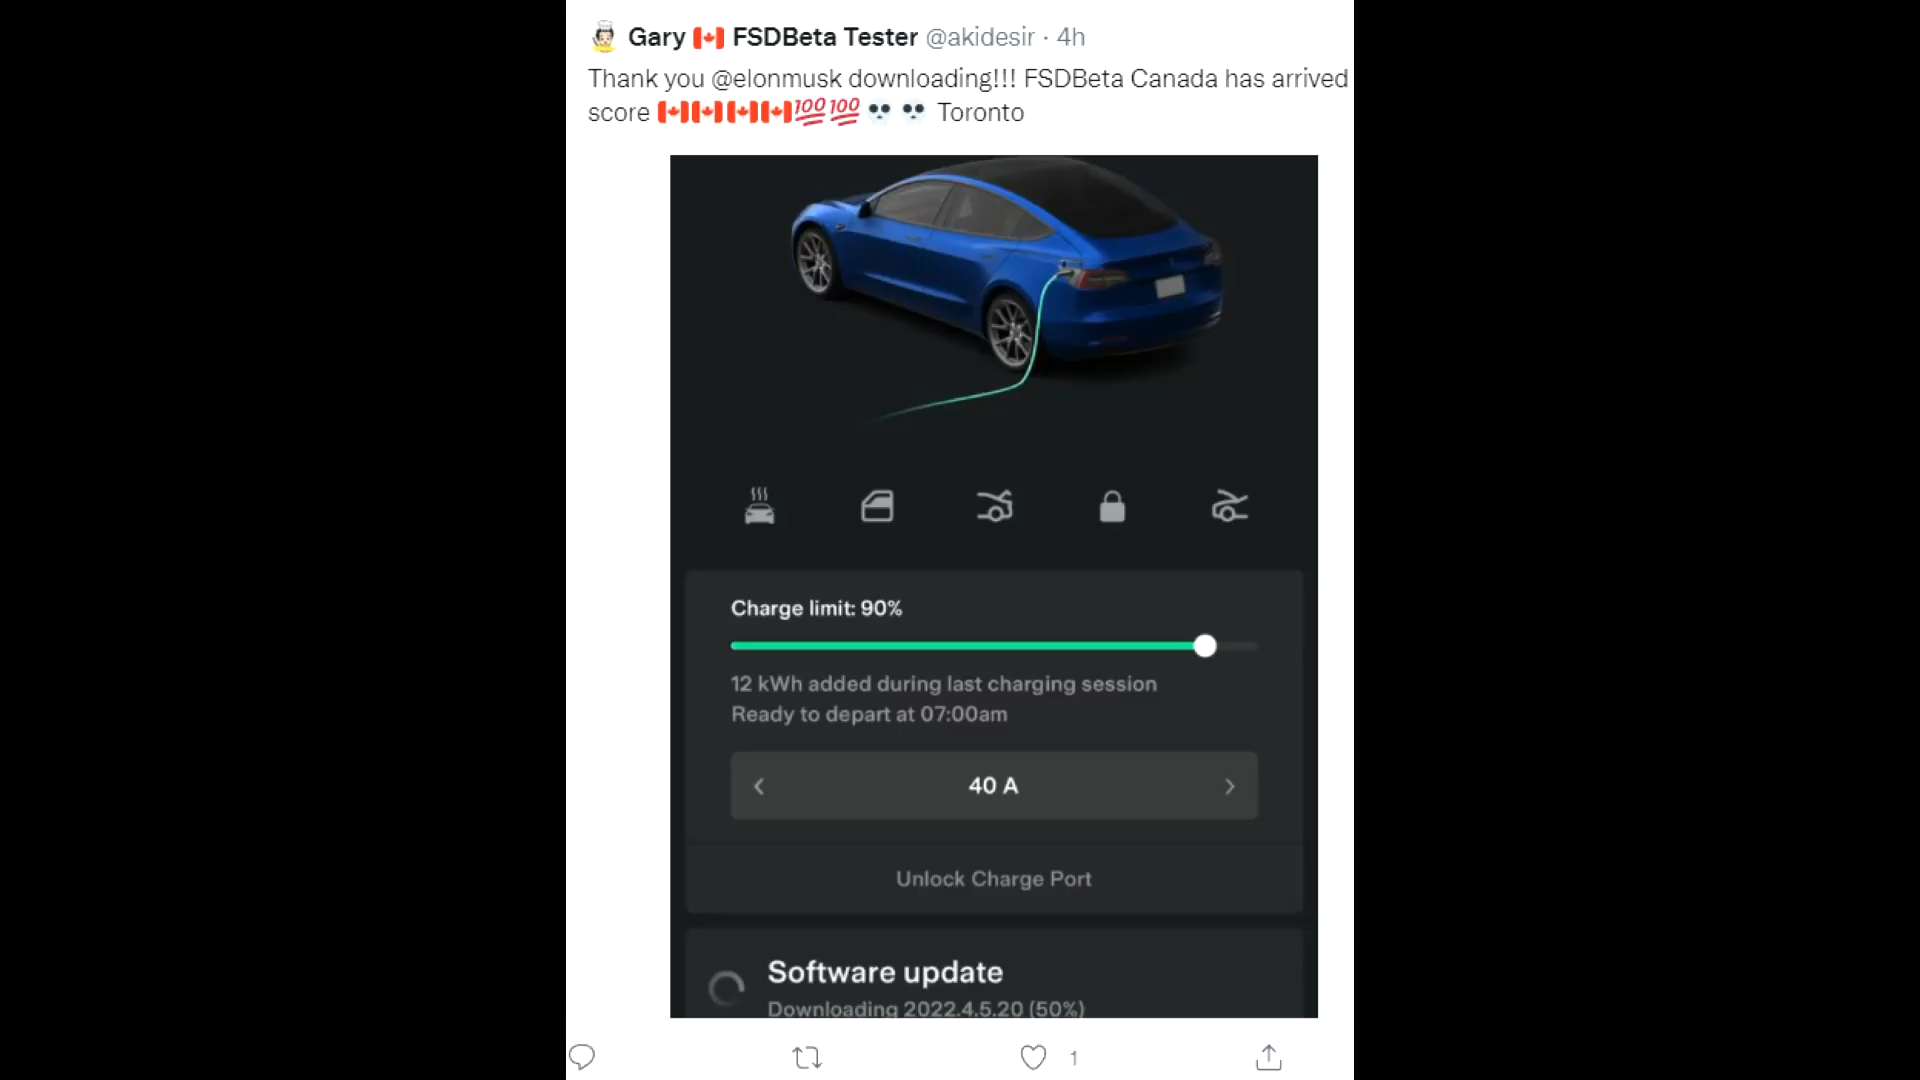 Gary 🇨🇦 FSDBeta Tester @akidesir · 4h
Thank you @elonmusk downloading!!! FSDBeta Canada has arrived
score 🇨🇦🇨🇦🇨🇦🇨🇦💯💯💀💀 Toronto
Charge limit: 90%
12 kWh added during last charging session
Ready to depart at 07:00am
40 A
Unlock Charge Port
Software update
Downloading 2022.4.5.20 (50%)
1